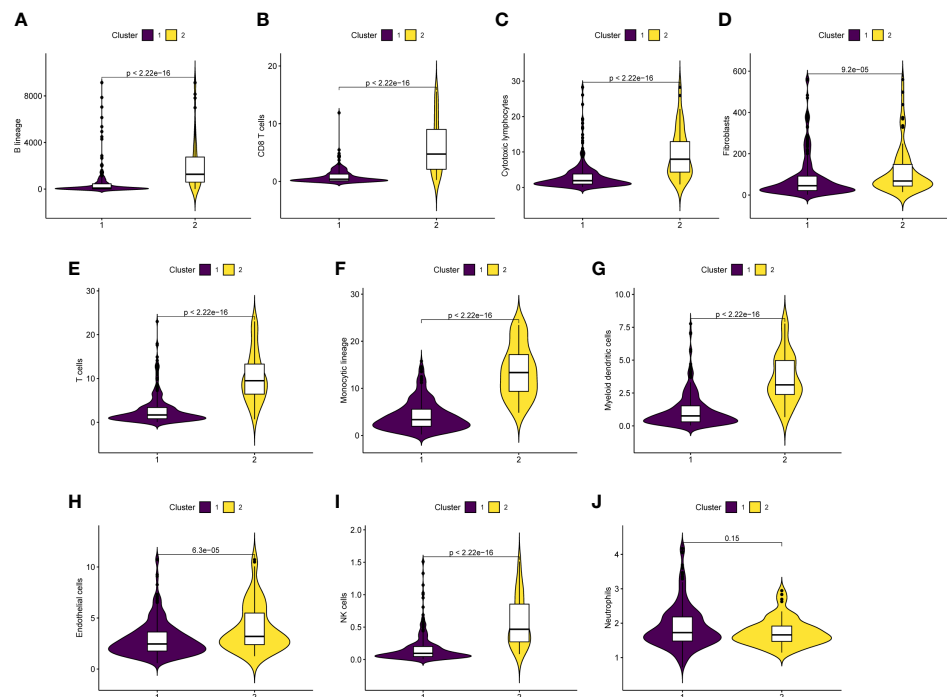 A
Cluster 1 2
p < 2.22e−16
B lineage
8000
4000
0
1 2
B
Cluster 1 2
p < 2.22e−16
CD8 T cells
20
10
0
1 2
C
Cluster 1 2
p < 2.22e−16
Cytotoxic lymphocytes
30
20
10
0
1 2
D
Cluster 1 2
9.2e−05
Fibroblasts
600
400
200
0
1 2
E
Cluster 1 2
p < 2.22e−16
T cells
30
20
10
0
1 2
F
Cluster 1 2
p < 2.22e−16
Monocytic lineage
30
20
10
0
1 2
G
Cluster 1 2
p < 2.22e−16
Myeloid dendritic cells
10.0
7.5
5.0
2.5
0.0
1 2
H
Cluster 1 2
6.3e−05
Endothelial cells
10
5
0
1 2
I
Cluster 1 2
p < 2.22e−16
NK cells
2.0
1.5
1.0
0.5
0.0
1 2
J
Cluster 1 2
0.15
Neutrophils
4
3
2
1
1 2